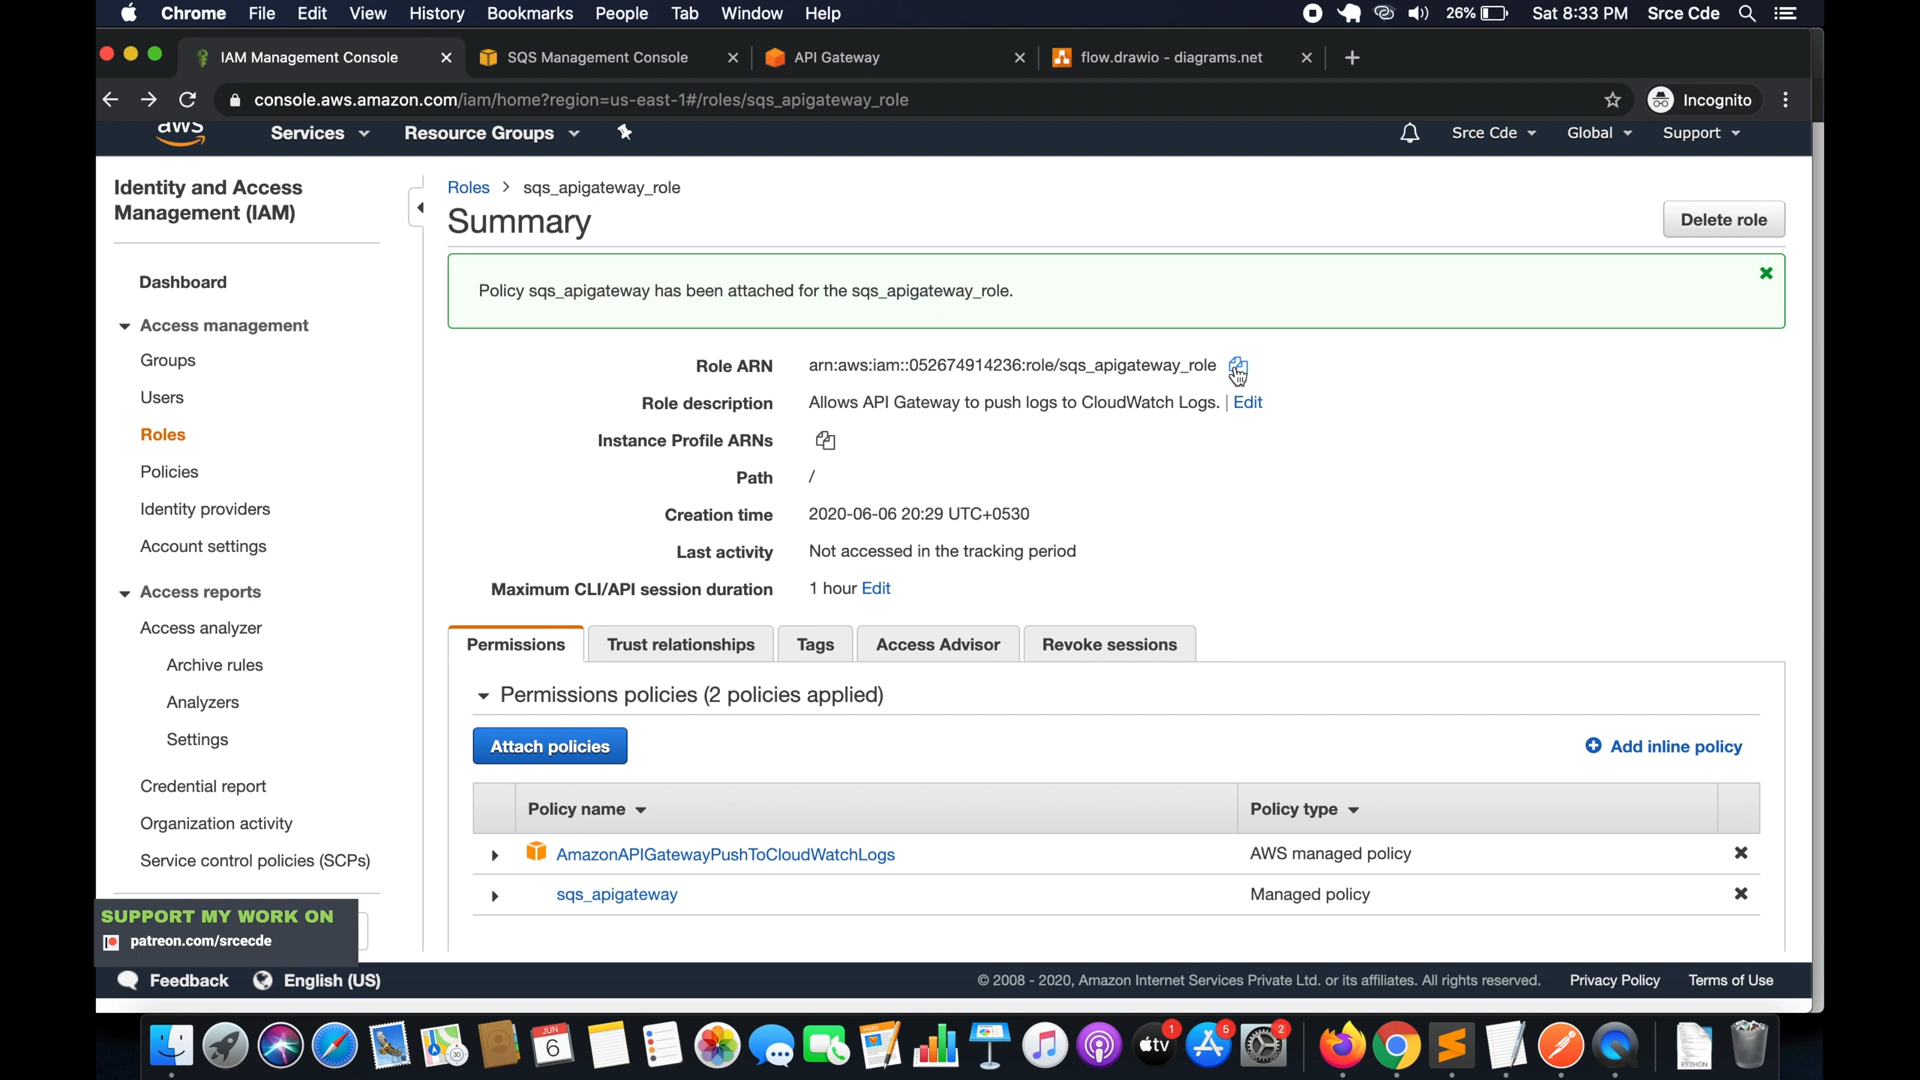 Chrome File Edit View History Bookmarks People Tab Window Help 26% Sat 8:33 PM Srce Cde
IAM Management Console SQS Management Console API Gateway flow.drawio - diagrams.net
console.aws.amazon.com/iam/home?region=us-east-1#/roles/sqs_apigateway_role Incognito
aws Services Resource Groups Srce Cde Global Support
Identity and Access
Management (IAM)
Dashboard
Access management
Groups
Users
Roles
Policies
Identity providers
Account settings
Access reports
Access analyzer
Archive rules
Analyzers
Settings
Credential report
Organization activity
Service control policies (SCPs)
Roles > sqs_apigateway_role
Summary
Delete role
Policy sqs_apigateway has been attached for the sqs_apigateway_role.
Role ARN arn:aws:iam::052674914236:role/sqs_apigateway_role
Role description Allows API Gateway to push logs to CloudWatch Logs. | Edit
Instance Profile ARNs
Path /
Creation time 2020-06-06 20:29 UTC+0530
Last activity Not accessed in the tracking period
Maximum CLI/API session duration 1 hour Edit
Permissions Trust relationships Tags Access Advisor Revoke sessions
Permissions policies (2 policies applied)
Attach policies Add inline policy
Policy name Policy type
AmazonAPIGatewayPushToCloudWatchLogs AWS managed policy
sqs_apigateway Managed policy
SUPPORT MY WORK ON
patreon.com/srcecde
Feedback English (US) © 2008 - 2020, Amazon Internet Services Private Ltd. or its affiliates. All rights reserved. Privacy Policy Terms of Use
JUN
6
tv
1
5
2
PYTHON